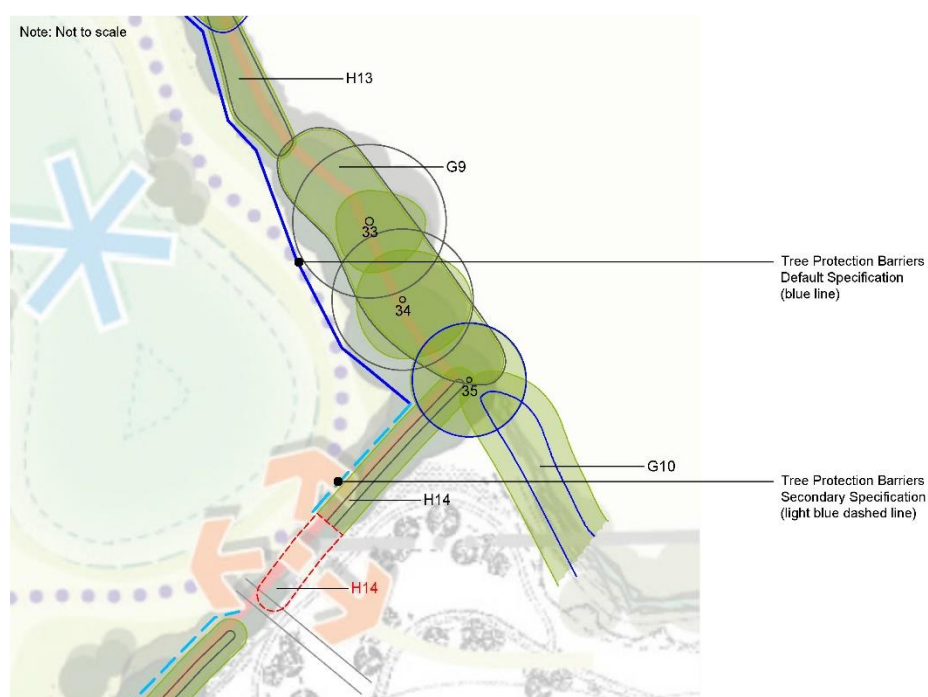 Note: Not to scale
H13
G9
33
Tree Protection Barriers
Default Specification
(blue line)
34
35
G10
Tree Protection Barriers
Secondary Specification
(light blue dashed line)
H14
H14